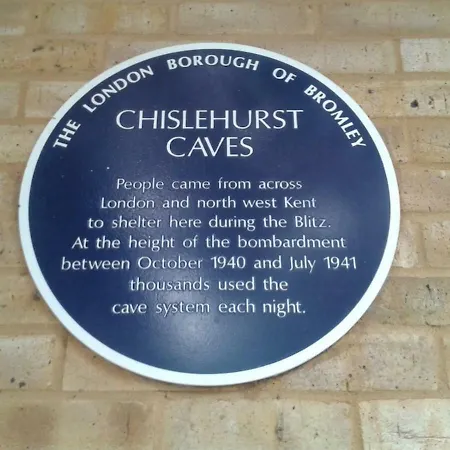 THE LONDON BOROUGH OF BROMLEY
CHISLEHURST
CAVES
People came from across
London and north west Kent
to shelter here during the Blitz.
At the height of the bombardment
between October 1940 and July 1941
thousands used the
cave system each night.